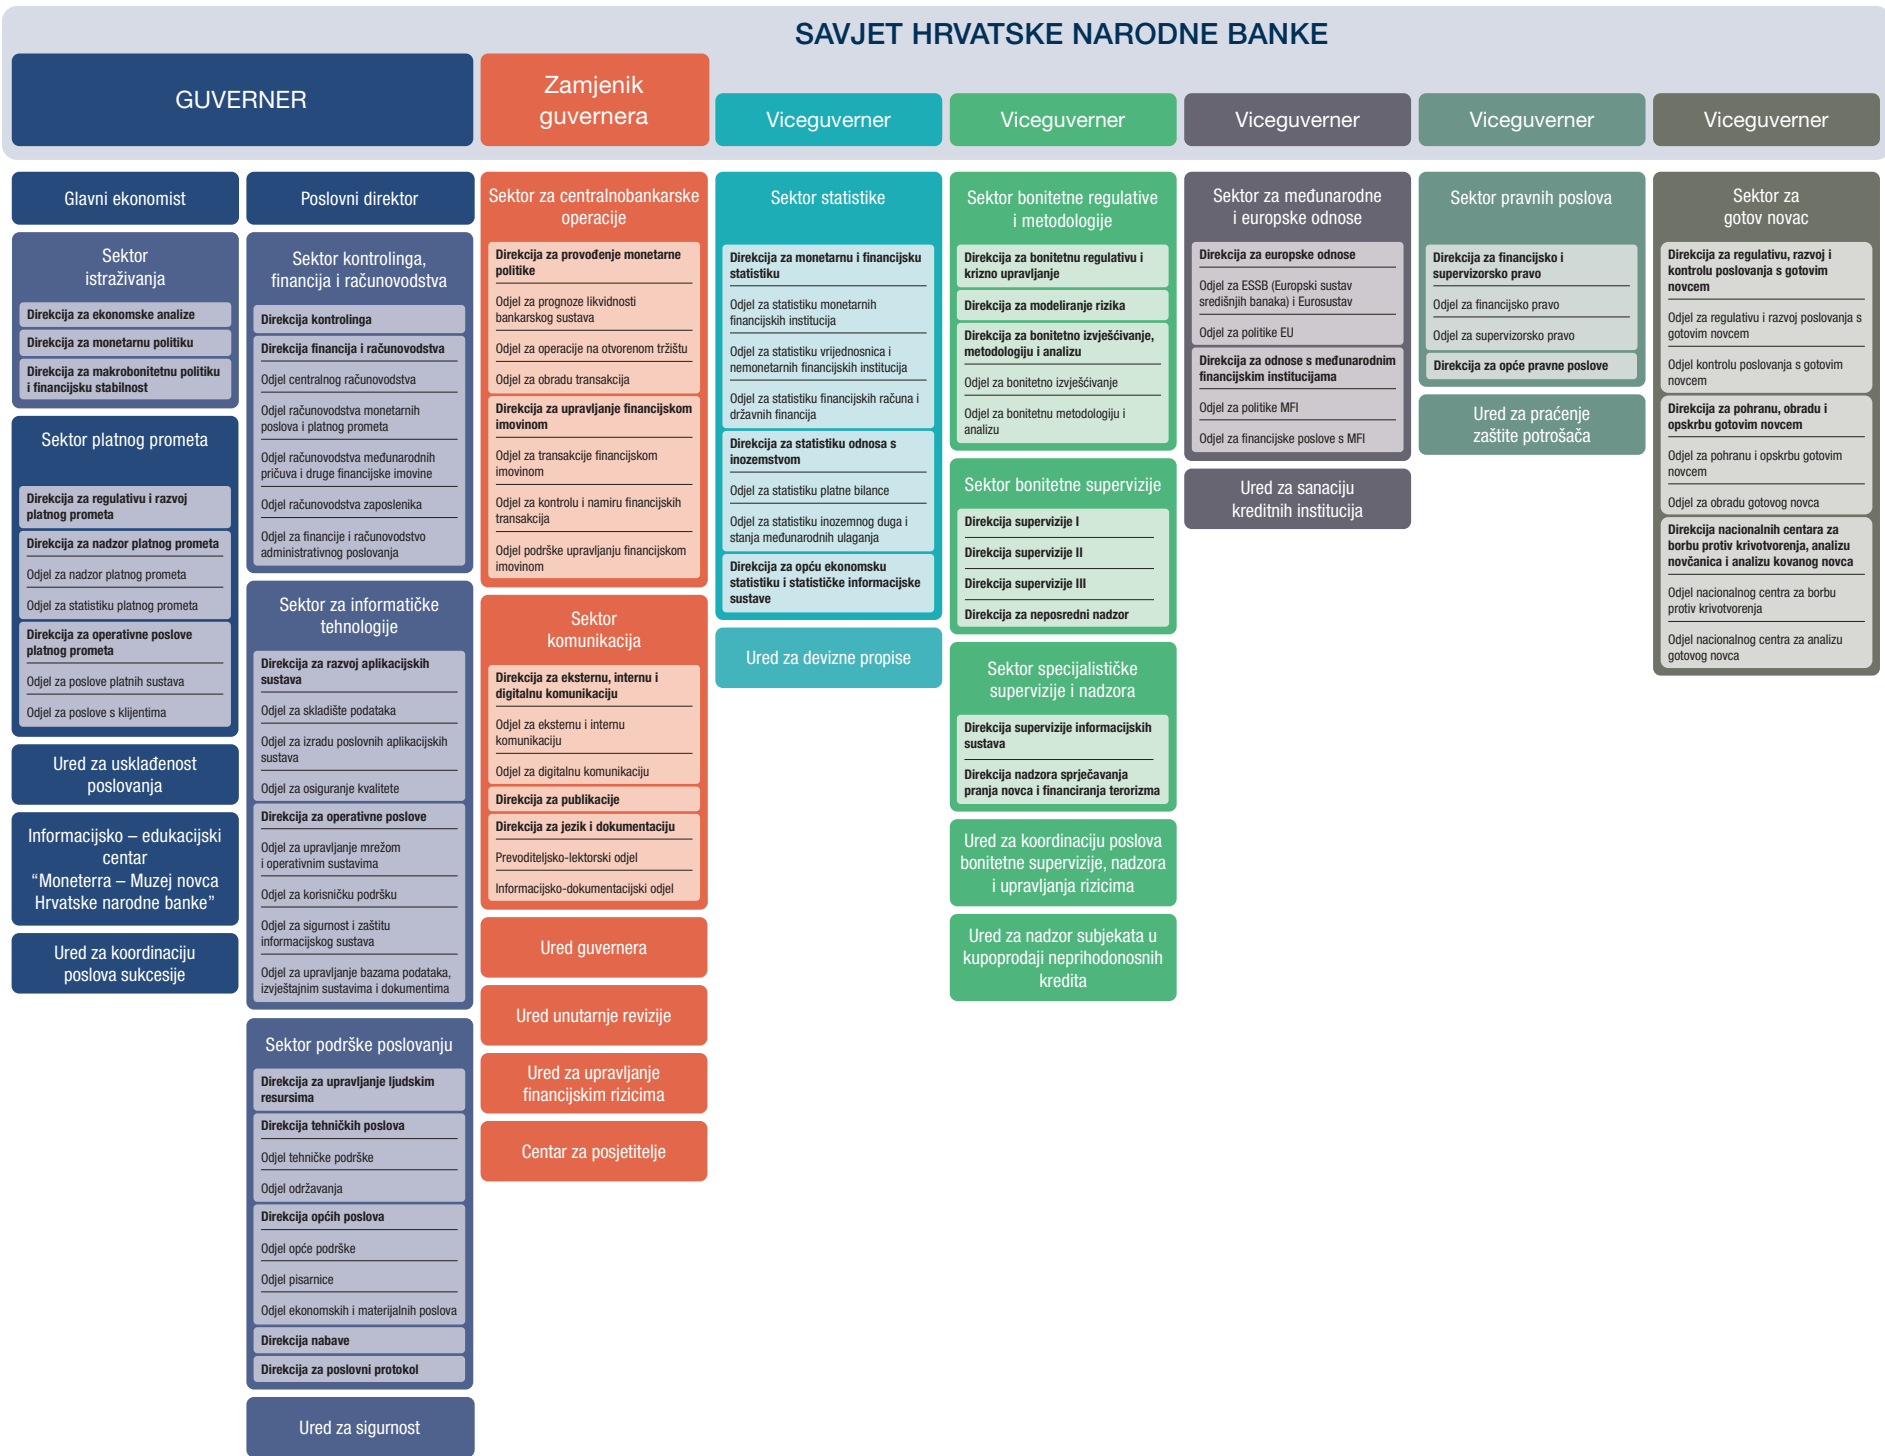 SAVJET HRVATSKE NARODNE BANKE
GUVERNER
Zamjenik
guvernera
Viceguverner
Viceguverner
Viceguverner
Viceguverner
Viceguverner
Glavni ekonomist
Sektor
istraživanja
Direkcija za ekonomske analize
Direkcija za monetarnu politiku
Direkcija za makrobonitetnu politiku
i financijsku stabilnost
Sektor platnog prometa
Direkcija za regulativu i razvoj
platnog prometa
Direkcija za nadzor platnog prometa
Odjel za nadzor platnog prometa
Odjel za statistiku platnog prometa
Direkcija za operativne poslove
platnog prometa
Odjel za poslove platnih sustava
Odjel za poslove s klijentima
Ured za usklađenost
poslovanja
Informacijsko – edukacijski
centar
“Moneterra – Muzej novca
Hrvatske narodne banke”
Ured za koordinaciju
poslova sukcesije
Poslovni direktor
Sektor kontrolinga,
financija i računovodstva
Direkcija kontrolinga
Direkcija financija i računovodstva
Odjel centralnog računovodstva
Odjel računovodstva monetarnih
poslova i platnog prometa
Odjel računovodstva međunarodnih
pričuva i druge financijske imovine
Odjel računovodstva zaposlenika
Odjel za financije i računovodstvo
administrativnog poslovanja
Sektor za informatičke
tehnologije
Direkcija za razvoj aplikacijskih
sustava
Odjel za skladište podataka
Odjel za izradu poslovnih aplikacijskih
sustava
Odjel za osiguranje kvalitete
Direkcija za operativne poslove
Odjel za upravljanje mrežom
i operativnim sustavima
Odjel za korisničku podršku
Odjel za sigurnost i zaštitu
informacijskog sustava
Odjel za upravljanje bazama podataka,
izvještajnim sustavima i dokumentima
Sektor podrške poslovanju
Direkcija za upravljanje ljudskim
resursima
Direkcija tehničkih poslova
Odjel tehničke podrške
Odjel održavanja
Direkcija općih poslova
Odjel opće podrške
Odjel pisarnice
Odjel ekonomskih i materijalnih poslova
Direkcija nabave
Direkcija za poslovni protokol
Ured za sigurnost
Sektor za centralnobankarske
operacije
Direkcija za provođenje monetarne
politike
Odjel za prognoze likvidnosti
bankarskog sustava
Odjel za operacije na otvorenom tržištu
Odjel za obradu transakcija
Direkcija za upravljanje financijskom
imovinom
Odjel za transakcije financijskom
imovinom
Odjel za kontrolu i namiru financijskih
transakcija
Odjel podrške upravljanju financijskom
imovinom
Sektor
komunikacija
Direkcija za eksternu, internu i
digitalnu komunikaciju
Odjel za eksternu i internu
komunikaciju
Odjel za digitalnu komunikaciju
Direkcija za publikacije
Direkcija za jezik i dokumentaciju
Prevoditeljsko-lektorski odjel
Informacijsko-dokumentacijski odjel
Ured guvernera
Ured unutarnje revizije
Ured za upravljanje
financijskim rizicima
Centar za posjetitelje
Sektor statistike
Direkcija za monetarnu i financijsku
statistiku
Odjel za statistiku monetarnih
financijskih institucija
Odjel za statistiku vrijednosnica i
nemonetarnih financijskih institucija
Odjel za statistiku financijskih računa i
državnih financija
Direkcija za statistiku odnosa s
inozemstvom
Odjel za statistiku platne bilance
Odjel za statistiku inozemnog duga i
stanja međunarodnih ulaganja
Direkcija za opću ekonomsku
statistiku i statističke informacijske
sustave
Ured za devizne propise
Sektor bonitetne regulative
i metodologije
Direkcija za bonitetnu regulativu i
krizno upravljanje
Direkcija za modeliranje rizika
Direkcija za bonitetno izvješćivanje,
metodologiju i analizu
Odjel za bonitetno izvješćivanje
Odjel za bonitetnu metodologiju i
analizu
Sektor bonitetne supervizije
Direkcija supervizije I
Direkcija supervizije II
Direkcija supervizije III
Direkcija za neposredni nadzor
Sektor specijalističke
supervizije i nadzora
Direkcija supervizije informacijskih
sustava
Direkcija nadzora sprječavanja
pranja novca i financiranja terorizma
Ured za koordinaciju poslova
bonitetne supervizije, nadzora
i upravljanja rizicima
Ured za nadzor subjekata u
kupoprodaji neprihodonosnih
kredita
Sektor za međunarodne
i europske odnose
Direkcija za europske odnose
Odjel za ESSB (Europski sustav
središnjih banaka) i Eurosustav
Odjel za politike EU
Direkcija za odnose s međunarodnim
financijskim institucijama
Odjel za politike MFI
Odjel za financijske poslove s MFI
Ured za sanaciju
kreditnih institucija
Sektor pravnih poslova
Direkcija za financijsko i
supervizorsko pravo
Odjel za financijsko pravo
Odjel za supervizorsko pravo
Direkcija za opće pravne poslove
Ured za praćenje
zaštite potrošača
Sektor za
gotov novac
Direkcija za regulativu, razvoj i
kontrolu poslovanja s gotovim
novcem
Odjel za regulativu i razvoj poslovanja s
gotovim novcem
Odjel kontrolu poslovanja s gotovim
novcem
Direkcija za pohranu, obradu i
opskrbu gotovim novcem
Odjel za pohranu i opskrbu gotovim
novcem
Odjel za obradu gotovog novca
Direkcija nacionalnih centara za
borbu protiv krivotvorenja, analizu
novčanica i analizu kovanog novca
Odjel nacionalnog centra za borbu
protiv krivotvorenja
Odjel nacionalnog centra za analizu
gotovog novca